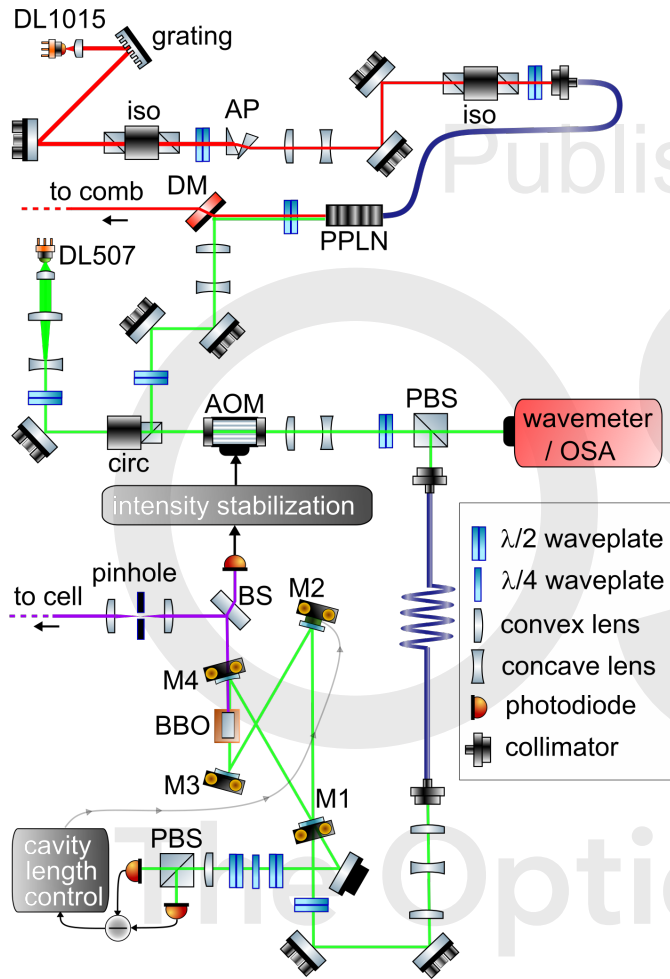 DL1015
grating
iso
AP
iso
DM
to comb
PPLN
DL507
AOM
PBS
circ
wavemeter
/ OSA
intensity stabilization
λ/2 waveplate
λ/4 waveplate
convex lens
concave lens
photodiode
collimator
pinhole
BS
M2
to cell
M4
BBO
M3
M1
PBS
cavity
length
control
Publis
The Optic